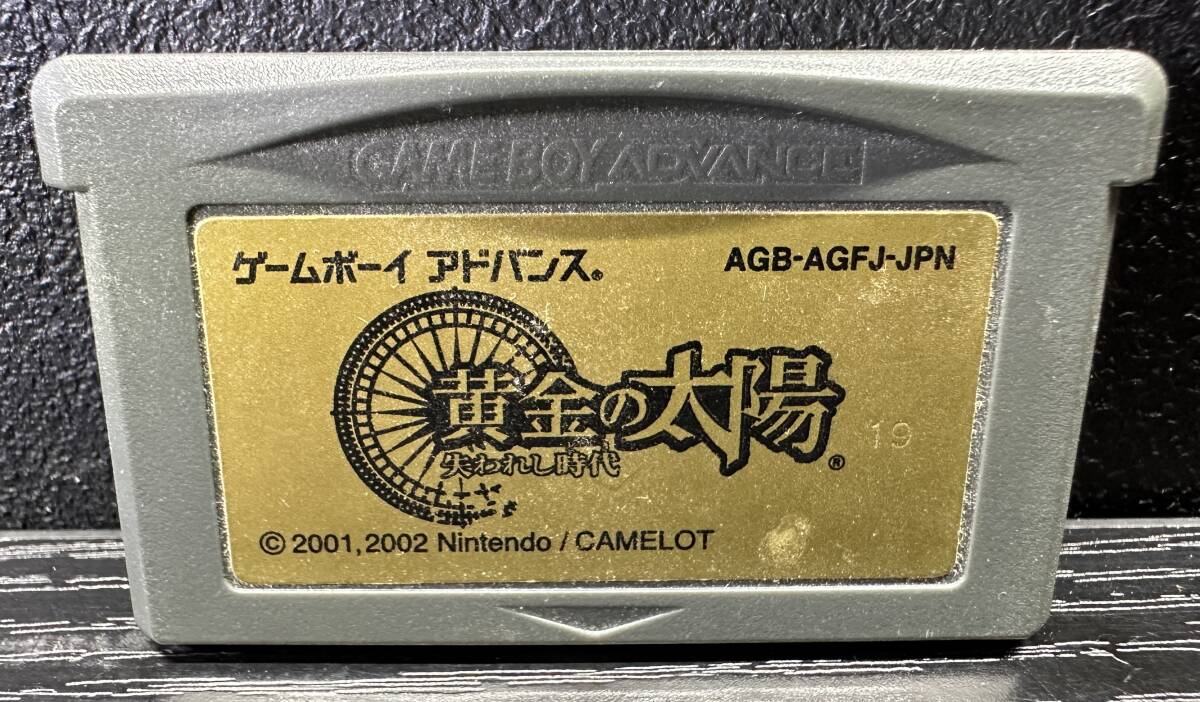 GAME BOY ADVANCE
ゲームボーイ アドバンス®
AGB-AGFJ-JPN
黄金の太陽®
失われし時代
19
© 2001, 2002 Nintendo / CAMELOT